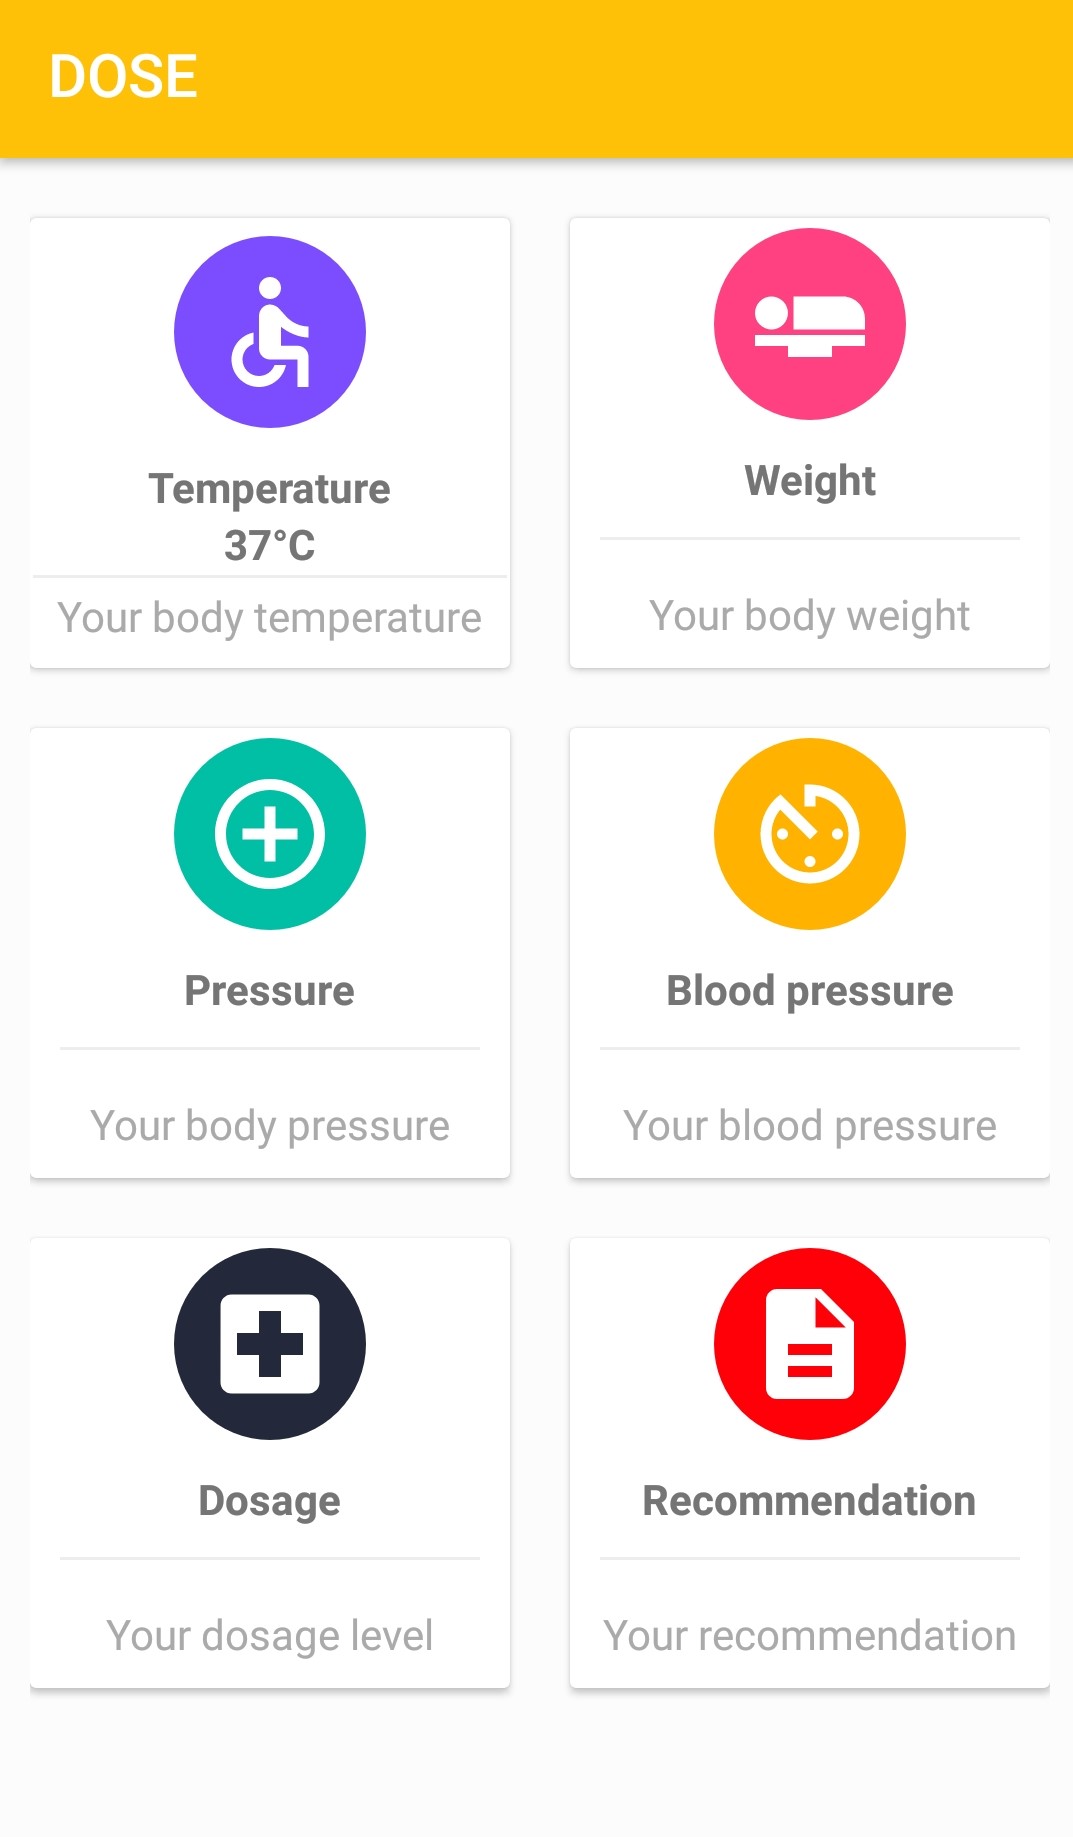 DOSE
Temperature
37°C
Your body temperature
Weight
Your body weight
Pressure
Your body pressure
Blood pressure
Your blood pressure
Dosage
Your dosage level
Recommendation
Your recommendation